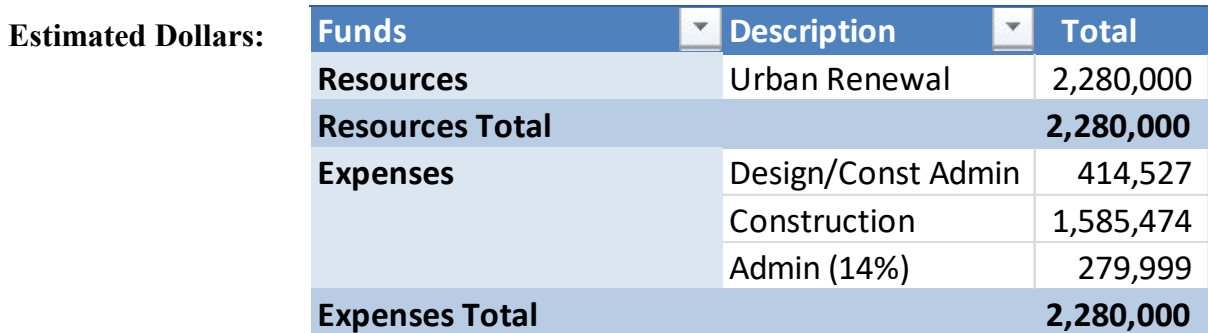 Estimated Dollars:
Funds Description Total
Resources Urban Renewal 2,280,000
Resources Total 2,280,000
Expenses Design/Const Admin 414,527
Construction 1,585,474
Admin (14%) 279,999
Expenses Total 2,280,000